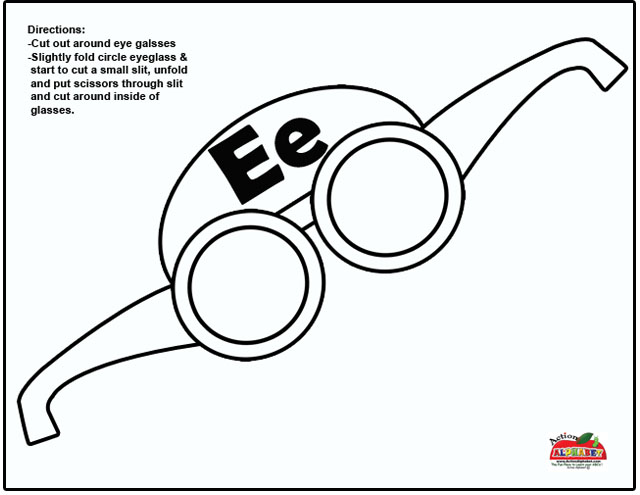 Directions:
-Cut out around eye galsses
-Slightly fold circle eyeglass &
start to cut a small slit, unfold
and put scissors through slit
and cut around inside of
glasses.
Ee
Action
ALPHABET